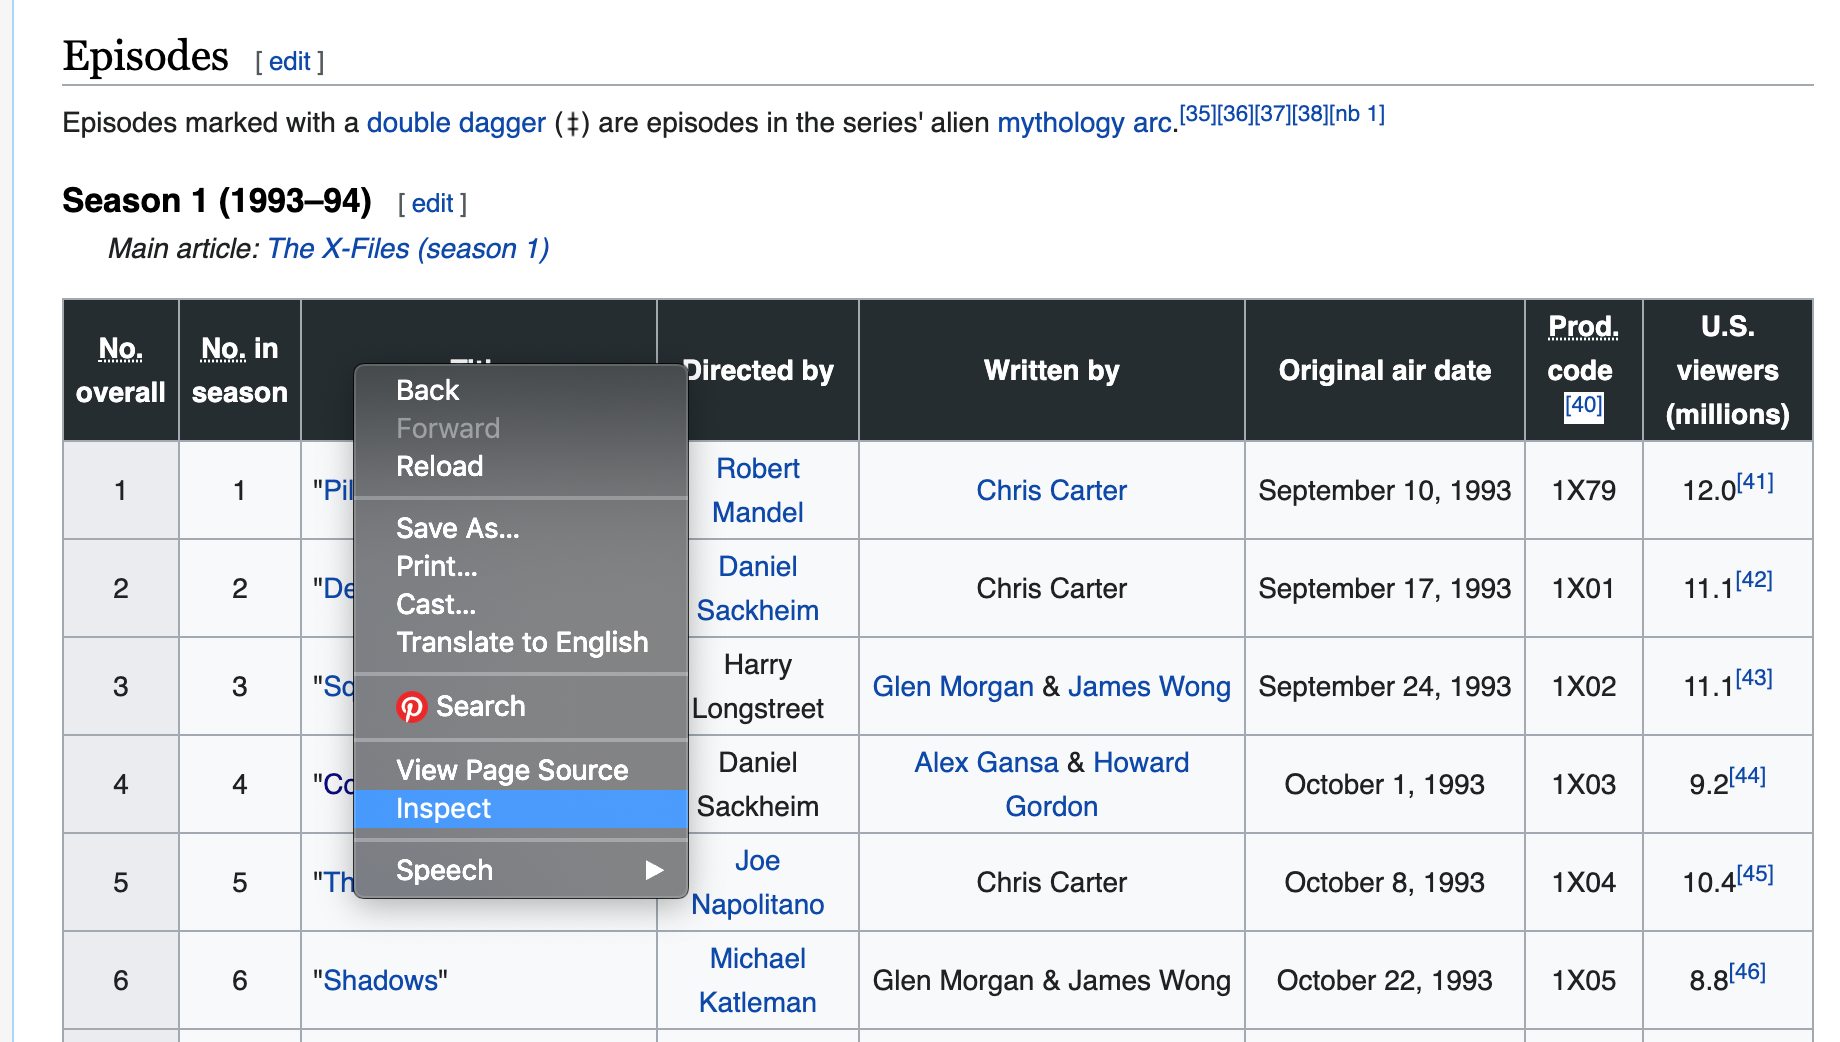 Episodes [ edit ]
Episodes marked with a double dagger (‡) are episodes in the series' alien mythology arc.[35][36][37][38][nb 1]
Season 1 (1993–94) [ edit ]
Main article: The X-Files (season 1)
No. overall
No. in season
Directed by
Written by
Original air date
Prod. code [40]
U.S. viewers (millions)
Back
Forward
Reload
Save As...
Print...
Cast...
Translate to English
Search
View Page Source
Inspect
Speech
1 1 "Pil Robert Mandel Chris Carter September 10, 1993 1X79 12.0[41]
2 2 "De Daniel Sackheim Chris Carter September 17, 1993 1X01 11.1[42]
3 3 "Sq Harry Longstreet Glen Morgan & James Wong September 24, 1993 1X02 11.1[43]
4 4 "Co Daniel Sackheim Alex Gansa & Howard Gordon October 1, 1993 1X03 9.2[44]
5 5 "Th Joe Napolitano Chris Carter October 8, 1993 1X04 10.4[45]
6 6 "Shadows" Michael Katleman Glen Morgan & James Wong October 22, 1993 1X05 8.8[46]